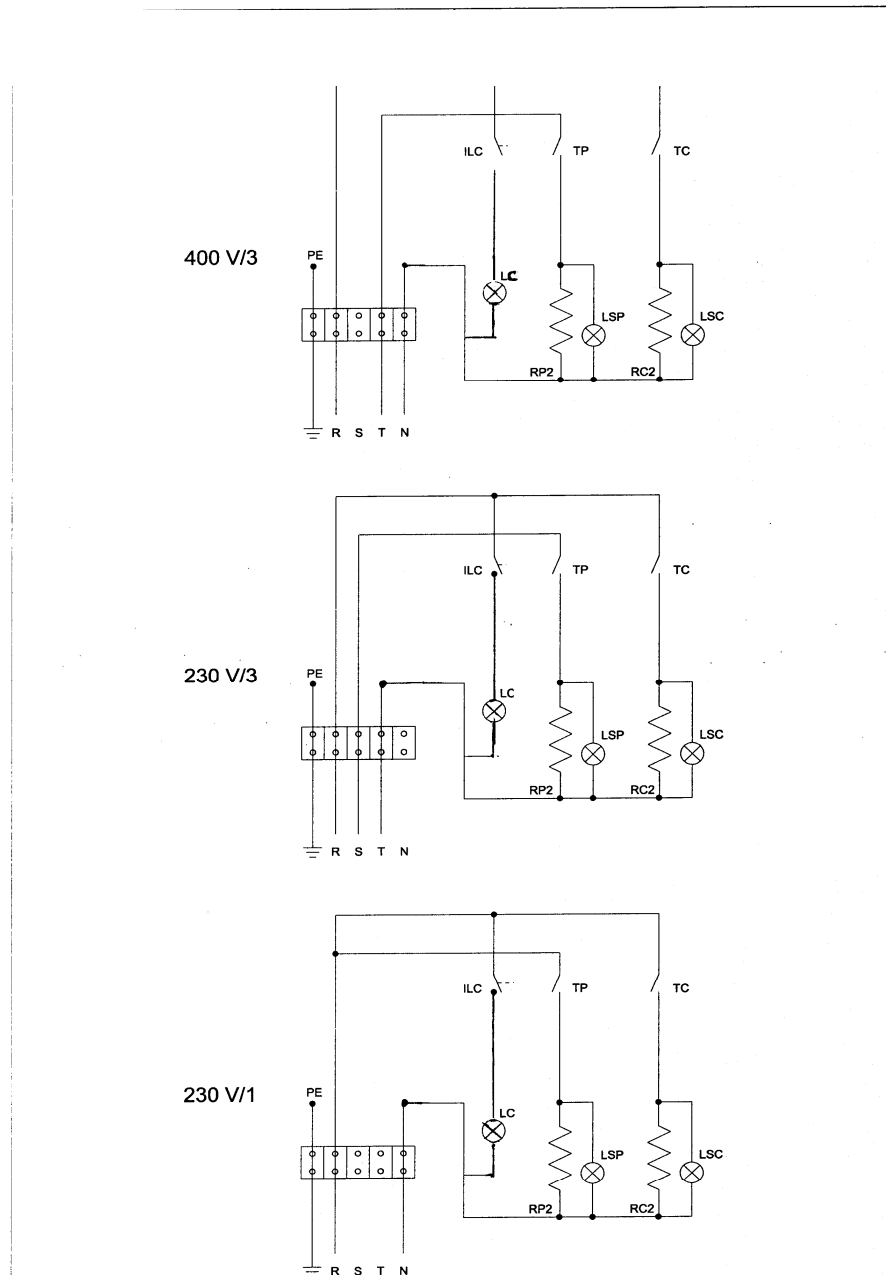 ILC TP TC
400 V/3 PE
LC
LSP LSC
RP2 RC2
R S T N
ILC TP TC
230 V/3 PE
LC
LSP LSC
RP2 RC2
R S T N
ILC TP TC
230 V/1 PE
LC
LSP LSC
RP2 RC2
R S T N